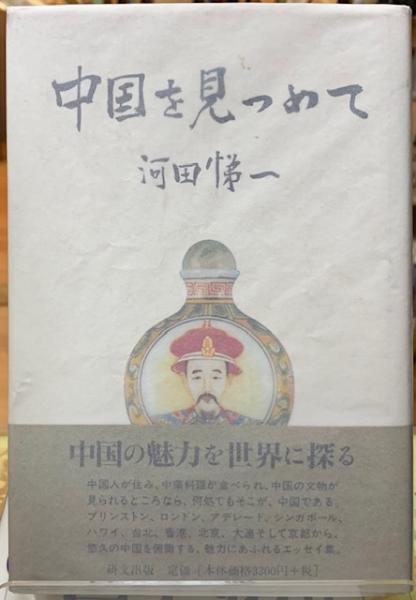 中国を見つめて
河田悌一
中国の魅力を世界に探る
中国人が住み、中華料理が食べられ、中国の文物が
見られるところなら、何処でもそこが、中国である。
プリンストン、ロンドン、アデレード、シンガポール、
ハワイ、台北、香港、北京、大連そして京都から、
悠久の中国を俯瞰する、魅力にあふれるエッセイ集。
研文出版 定価[本体価格3300円+税]